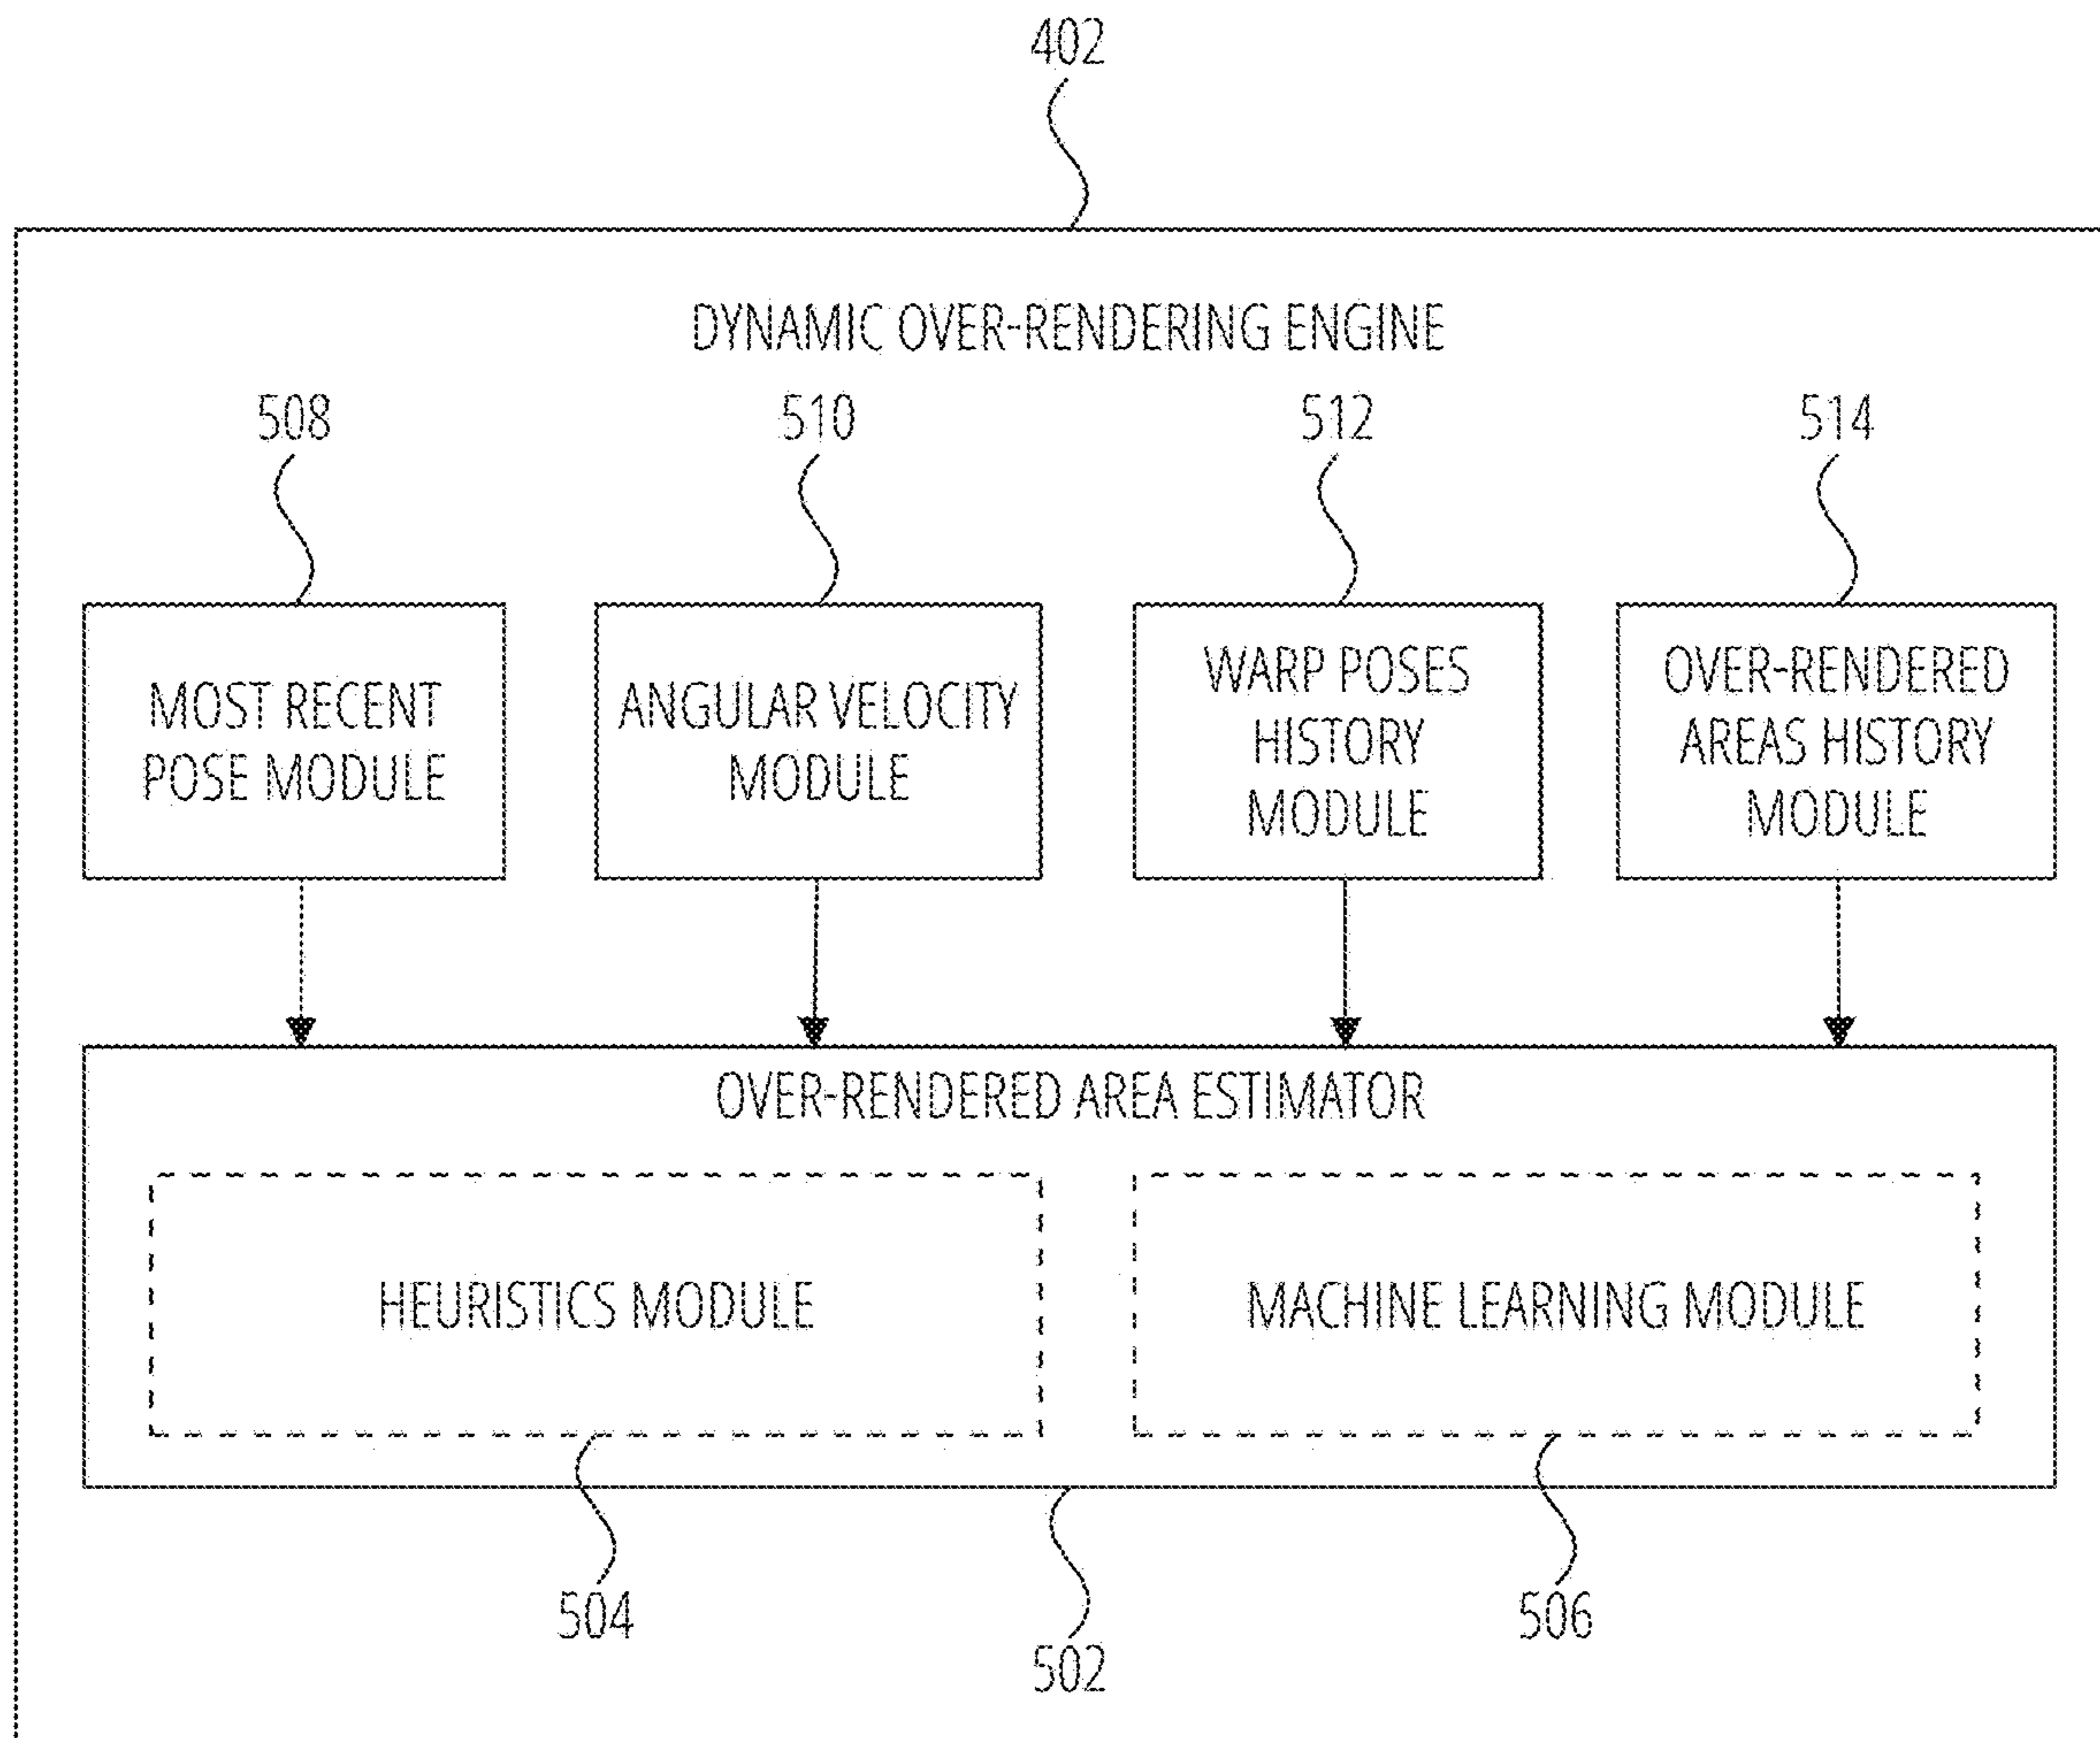 402
DYNAMIC OVER-RENDERING ENGINE
508
510
512
514
MOST RECENT
POSE MODULE
ANGULAR VELOCITY
MODULE
WARP POSES
HISTORY
MODULE
OVER-RENDERED
AREAS HISTORY
MODULE
OVER-RENDERED AREA ESTIMATOR
HEURISTICS MODULE
MACHINE LEARNING MODULE
504
502
506